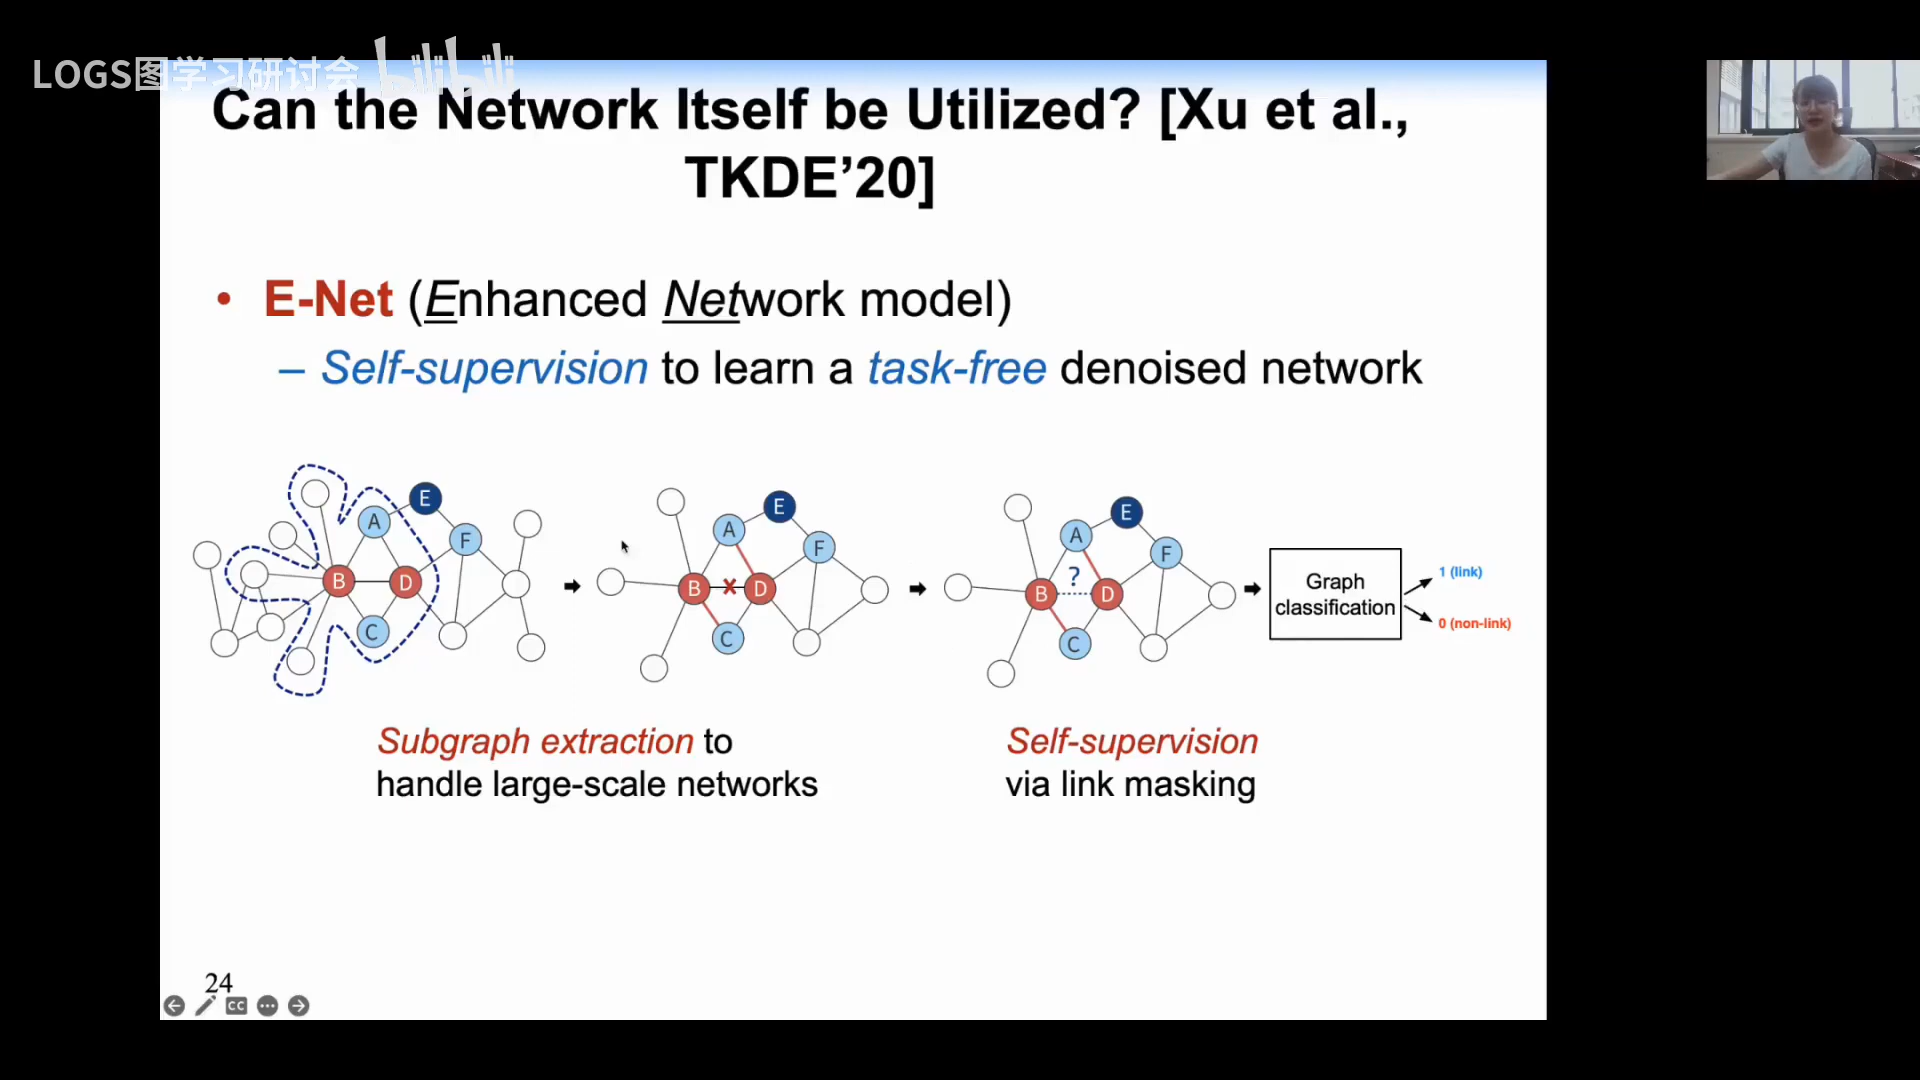 LOGS图学习研讨会 bilibili
Can the Network Itself be Utilized? [Xu et al.,
TKDE’20]
• E-Net (Enhanced Network model)
– Self-supervision to learn a task-free denoised network
A E F B D C
A E F B D C
A E F B ? D C
Graph
classification
1 (link)
0 (non-link)
Subgraph extraction to
handle large-scale networks
Self-supervision
via link masking
24
CC